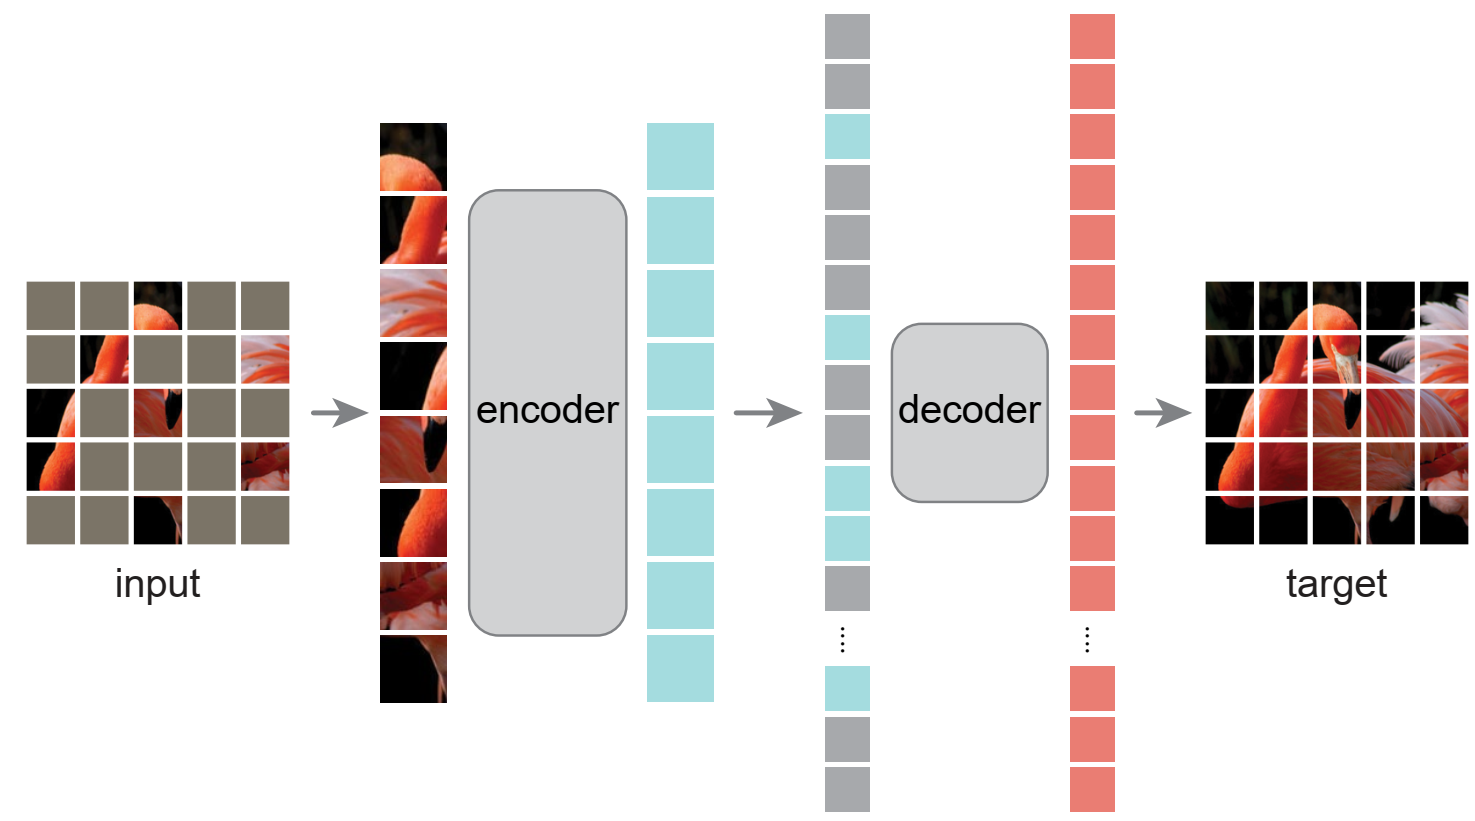 input
encoder
decoder
target